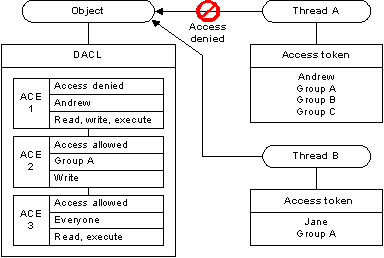 Object
Thread A
Access
denied
DACL
Access token
Andrew
Group A
Group B
Group C
ACE
1
Access denied
Andrew
Read, write, execute
ACE
2
Access allowed
Group A
Write
ACE
3
Access allowed
Everyone
Read, execute
Thread B
Access token
Jane
Group A